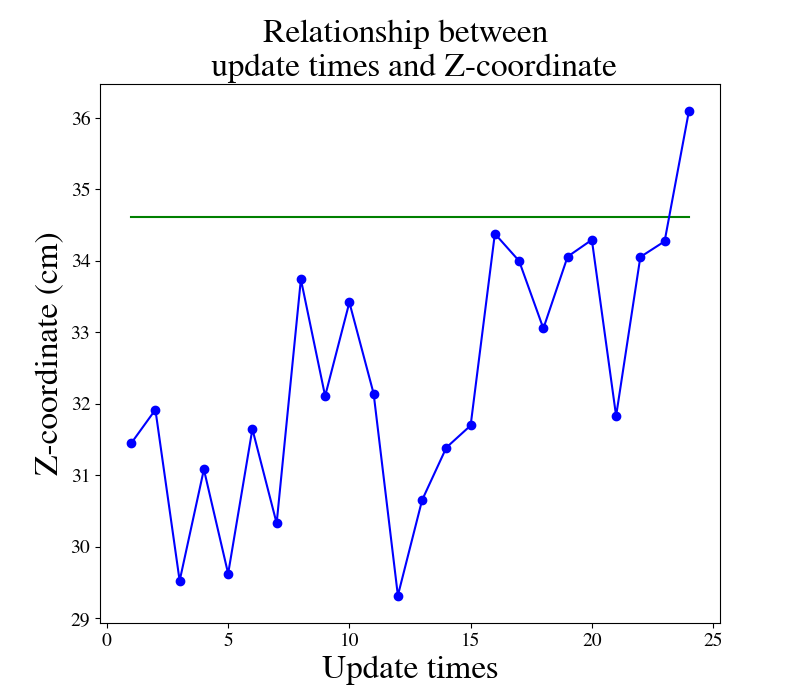 Relationship between
update times and Z-coordinate
Z-coordinate (cm)
36
35
34
33
32
31
30
29
0 5 10 15 20 25
Update times